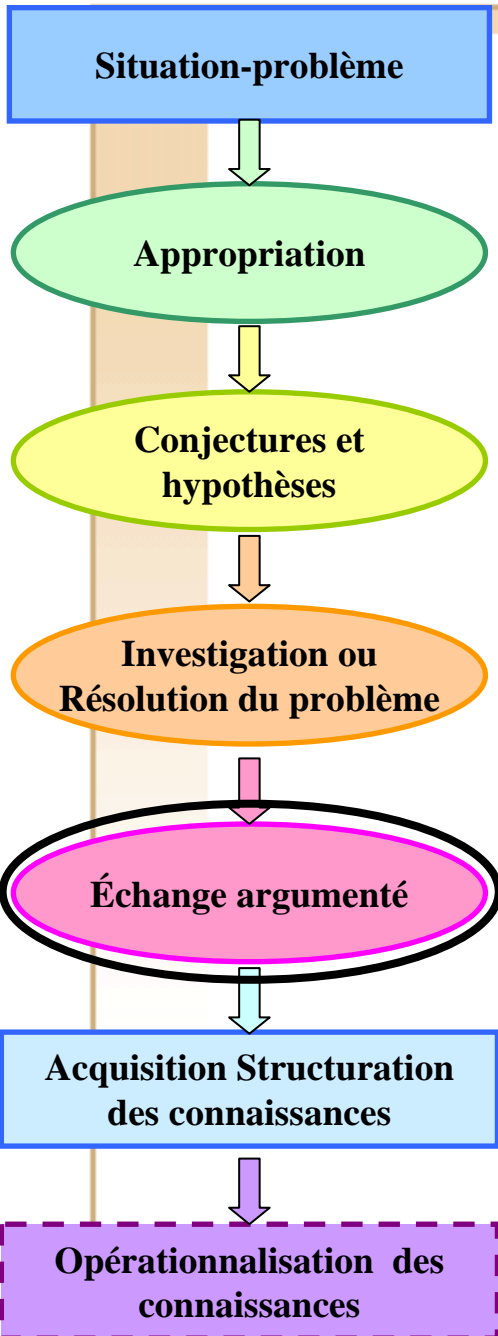 Situation-problème
Appropriation
Conjectures et
hypothèses
Investigation ou
Résolution du problème
Échange argumenté
Acquisition Structuration
des connaissances
Opérationnalisation des
connaissances